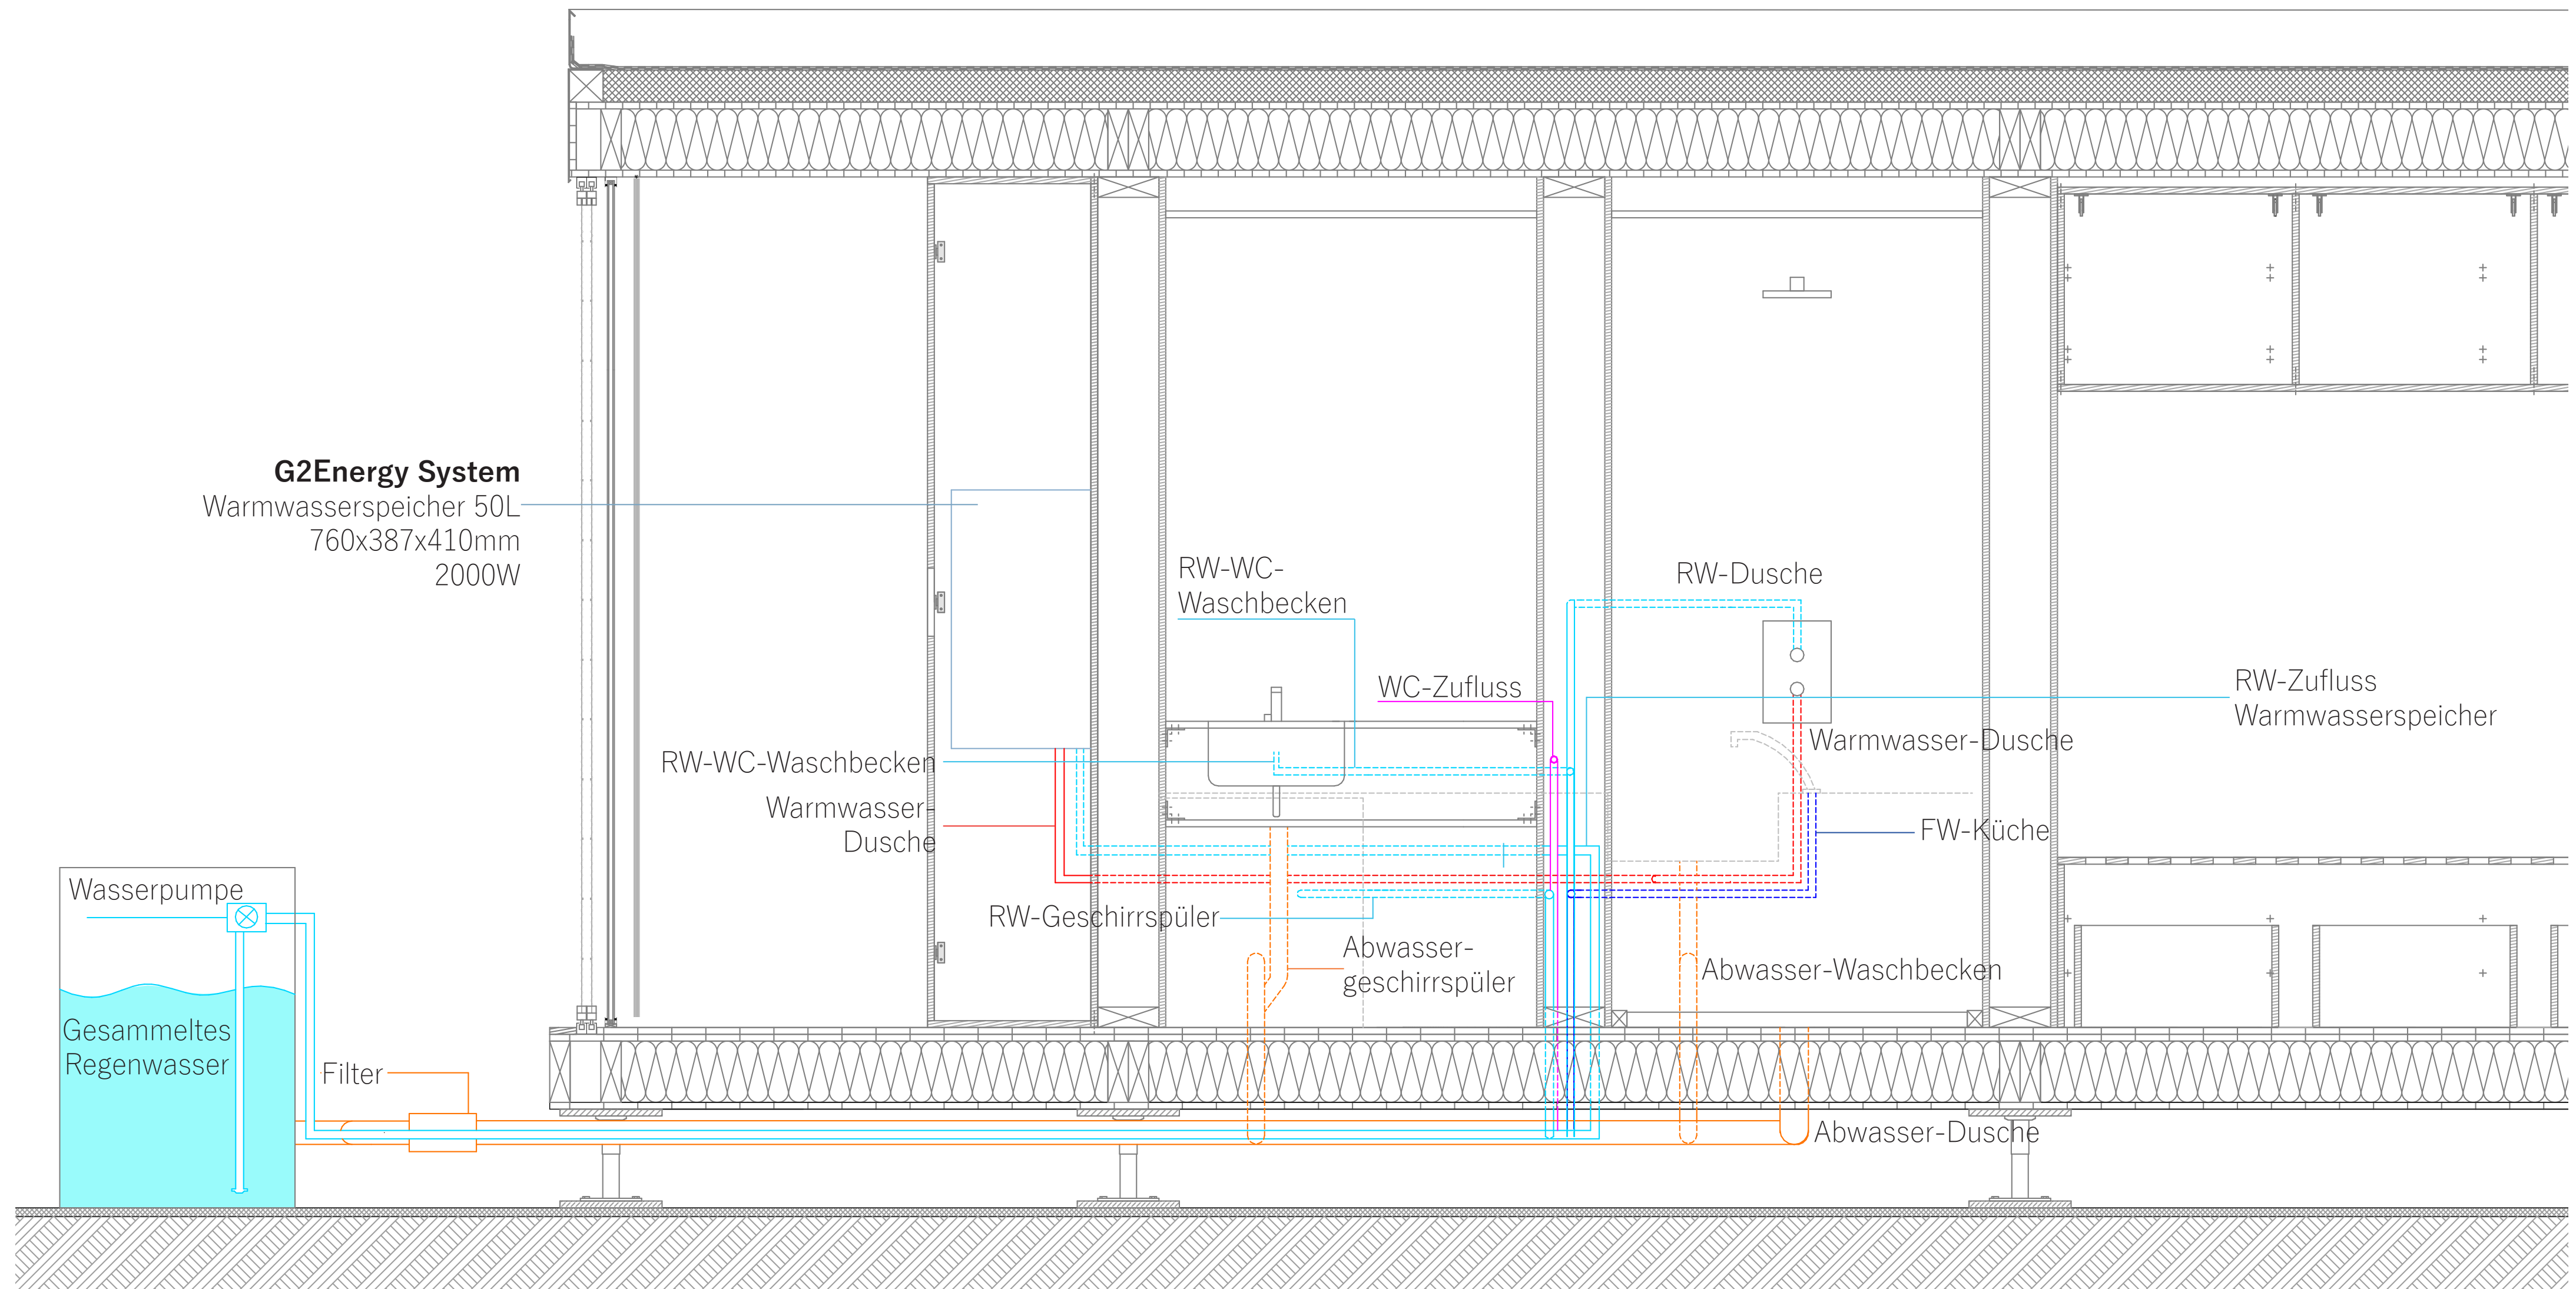 G2Energy System
Warmwasserspeicher 50L
760x387x410mm
2000W
RW-WC-
Waschbecken
RW-Dusche
WC-Zufluss
RW-Zufluss
Warmwasserspeicher
Warmwasser-Dusche
RW-WC-Waschbecken
Warmwasser-
Dusche
FW-Küche
Wasserpumpe
RW-Geschirrspüler
Abwasser-
geschirrspüler
Abwasser-Waschbecken
Gesammeltes
Regenwasser
Filter
Abwasser-Dusche